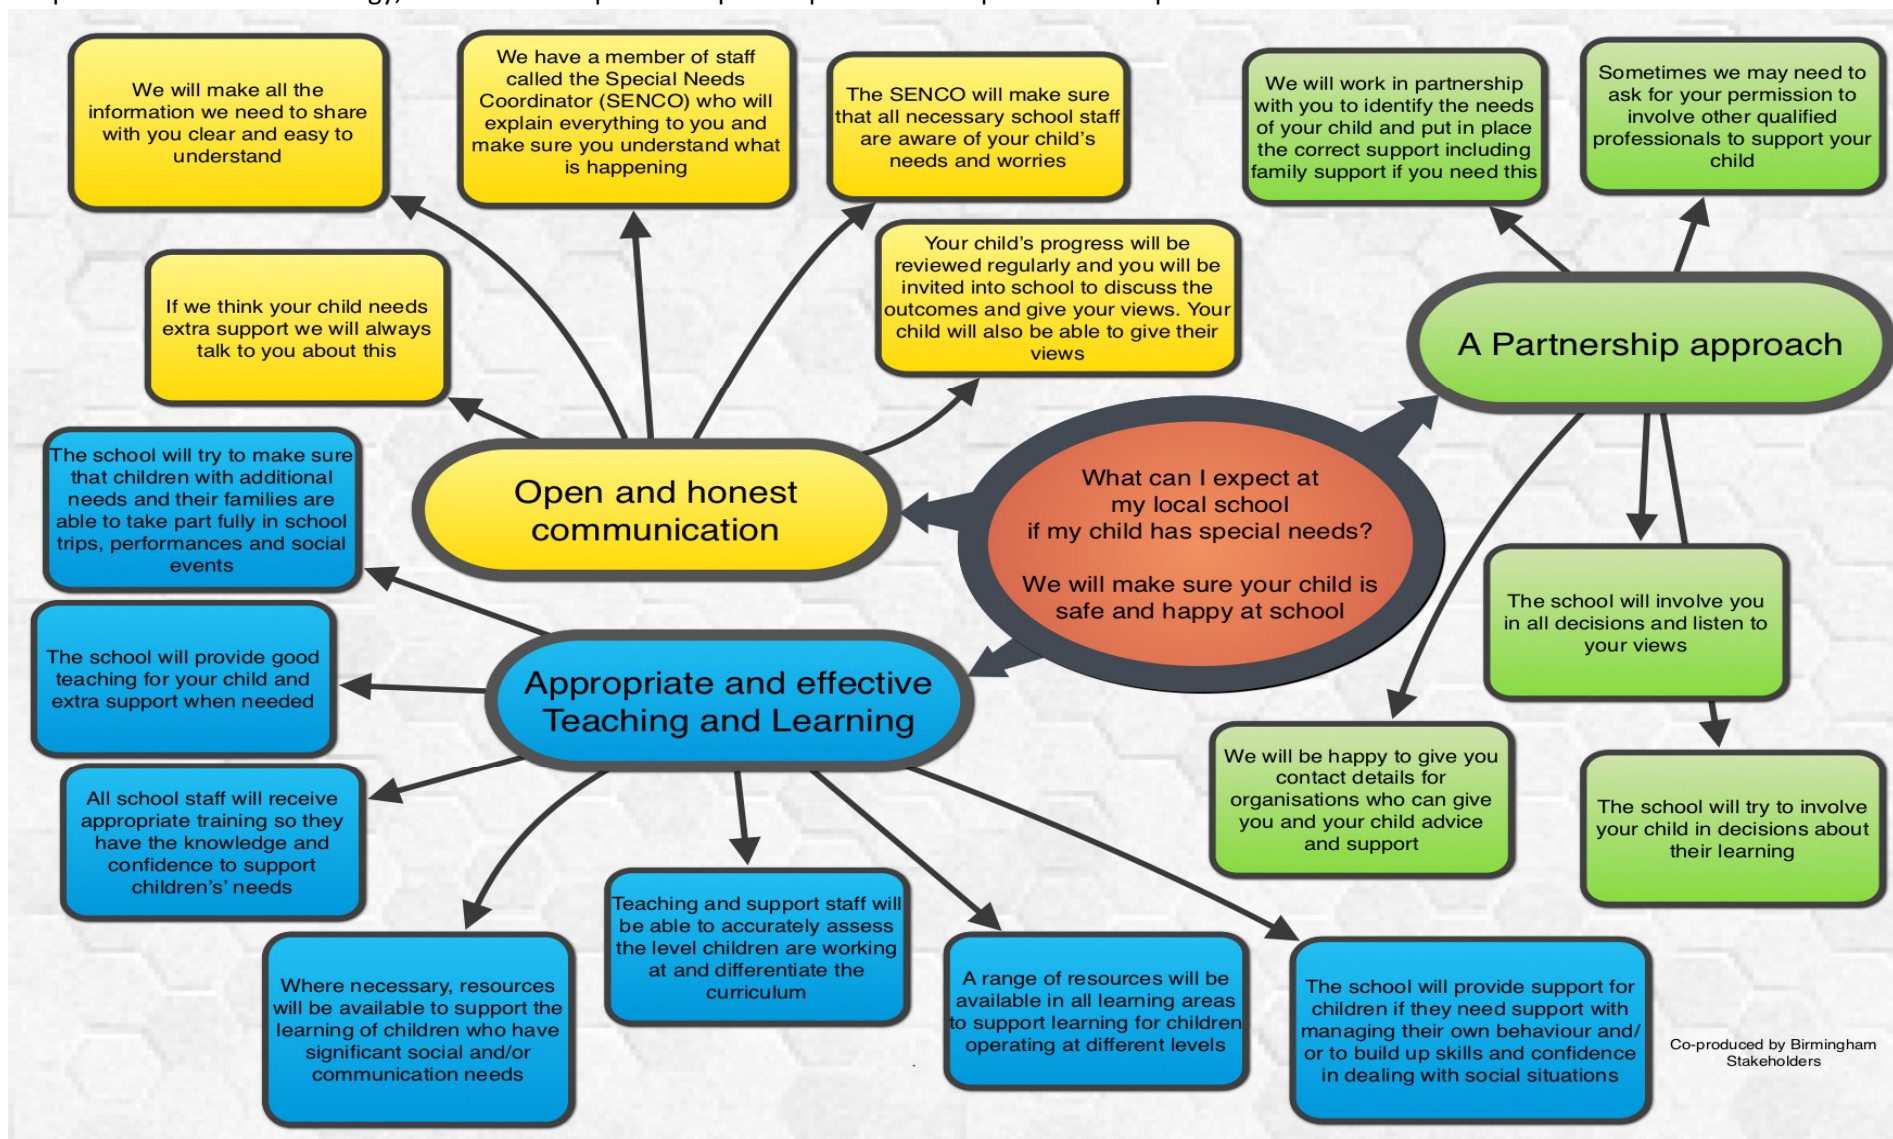 We will make all the
information we need to share
with you clear and easy to
understand
We have a member of staff
called the Special Needs
Coordinator (SENCO) who will
explain everything to you and
make sure you understand what
is happening
The SENCO will make sure
that all necessary school staff
are aware of your child's
needs and worries
We will work in partnership
with you to identify the needs
of your child and put in place
the correct support including
family support if you need this
Sometimes we may need to
ask for your permission to
involve other qualified
professionals to support your
child
If we think your child needs
extra support we will always
talk to you about this
Your child's progress will be
reviewed regularly and you will be
invited into school to discuss the
outcomes and give your views. Your
child will also be able to give their
views
A Partnership approach
Open and honest
communication
What can I expect at
my local school
if my child has special needs?
We will make sure your child is
safe and happy at school
The school will try to make sure
that children with additional
needs and their families are
able to take part fully in school
trips, performances and social
events
The school will involve you
in all decisions and listen to
your views
The school will provide good
teaching for your child and
extra support when needed
Appropriate and effective
Teaching and Learning
We will be happy to give you
contact details for
organisations who can give
you and your child advice
and support
The school will try to involve
your child in decisions about
their learning
All school staff will receive
appropriate training so they
have the knowledge and
confidence to support
children's' needs
Where necessary, resources
will be available to support the
learning of children who have
significant social and/or
communication needs
Teaching and support staff will
be able to accurately assess
the level children are working
at and differentiate the
curriculum
A range of resources will be
available in all learning areas
to support learning for children
operating at different levels
The school will provide support for
children if they need support with
managing their own behaviour and/
or to build up skills and confidence
in dealing with social situations
Co-produced by Birmingham
Stakeholders